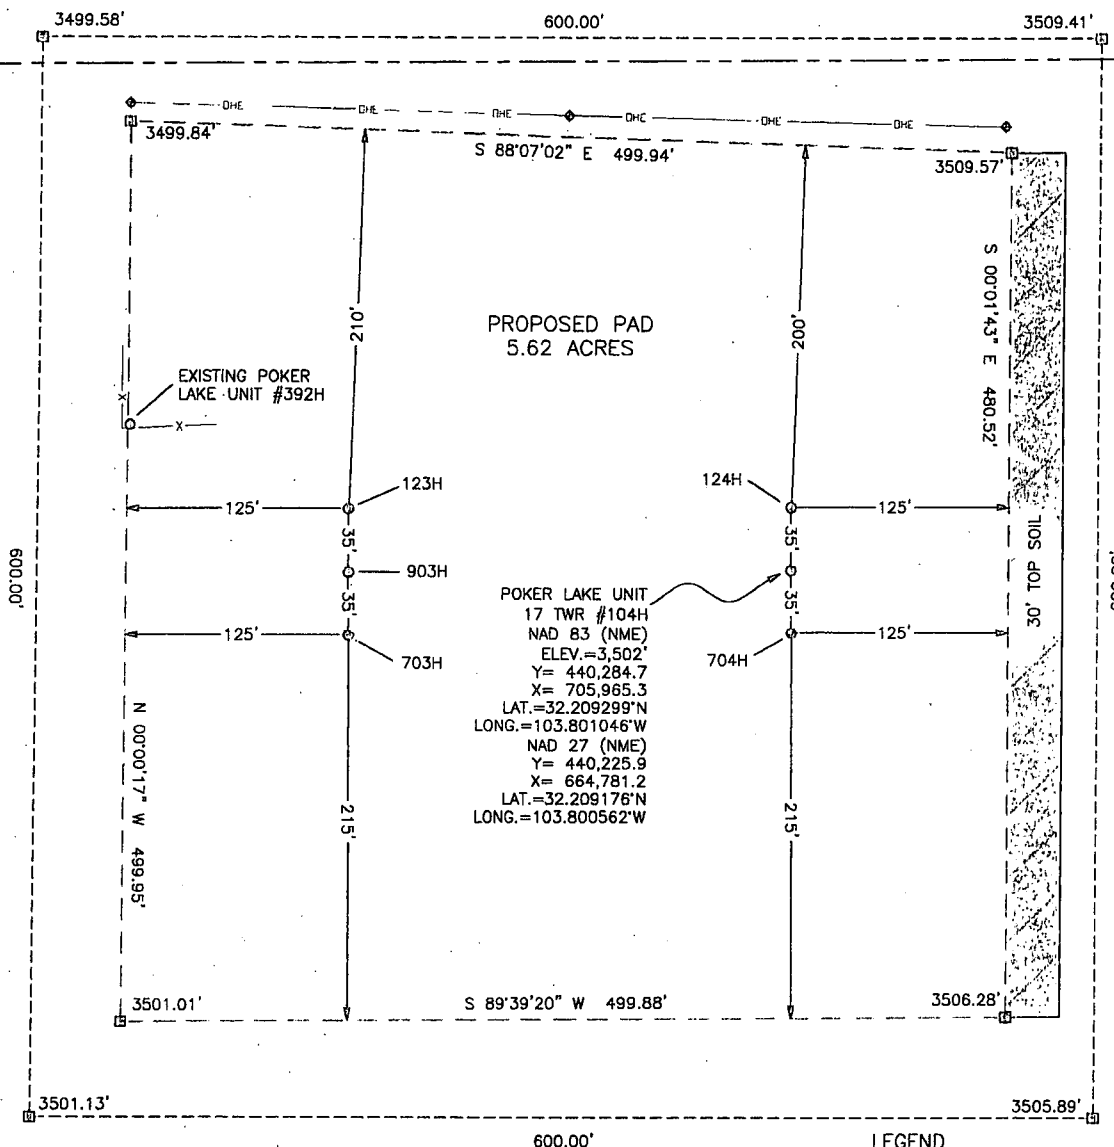 3499.58'
600.00'
3509.41'
OHE
OHE
OHE
OHE
OHE
OHE
3499.84'
S 88°07'02" E 499.94'
3509.57'
S 00°01'43" E 480.52'
210'
200'
PROPOSED PAD
5.62 ACRES
EXISTING POKER
LAKE UNIT #392H
X
X
123H
124H
125'
125'
35'
35'
30' TOP SOIL
903H
600.00'
35'
35'
POKER LAKE UNIT
17 TWR #104H
NAD 83 (NME)
ELEV.=3,502'
Y= 440,284.7
X= 705,965.3
LAT.=32.209299°N
LONG.=103.801046°W
NAD 27 (NME)
Y= 440,225.9
X= 664,781.2
LAT.=32.209176°N
LONG.=103.800562°W
125'
125'
703H
704H
N 00°00'17" W 499.95'
215'
215'
3501.01'
S 89°39'20" W 499.88'
3506.28'
3501.13'
3505.89'
600.00'
LEGEND